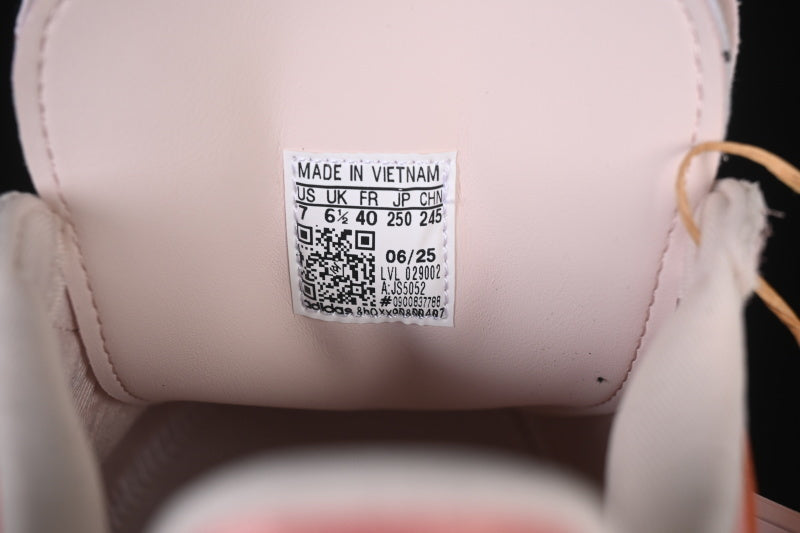 MADE IN VIETNAM
US UK FR JP CHN
7 6½ 40 250 245
06/25
LVL 029002
A:JS5052
#0900837788
adidas